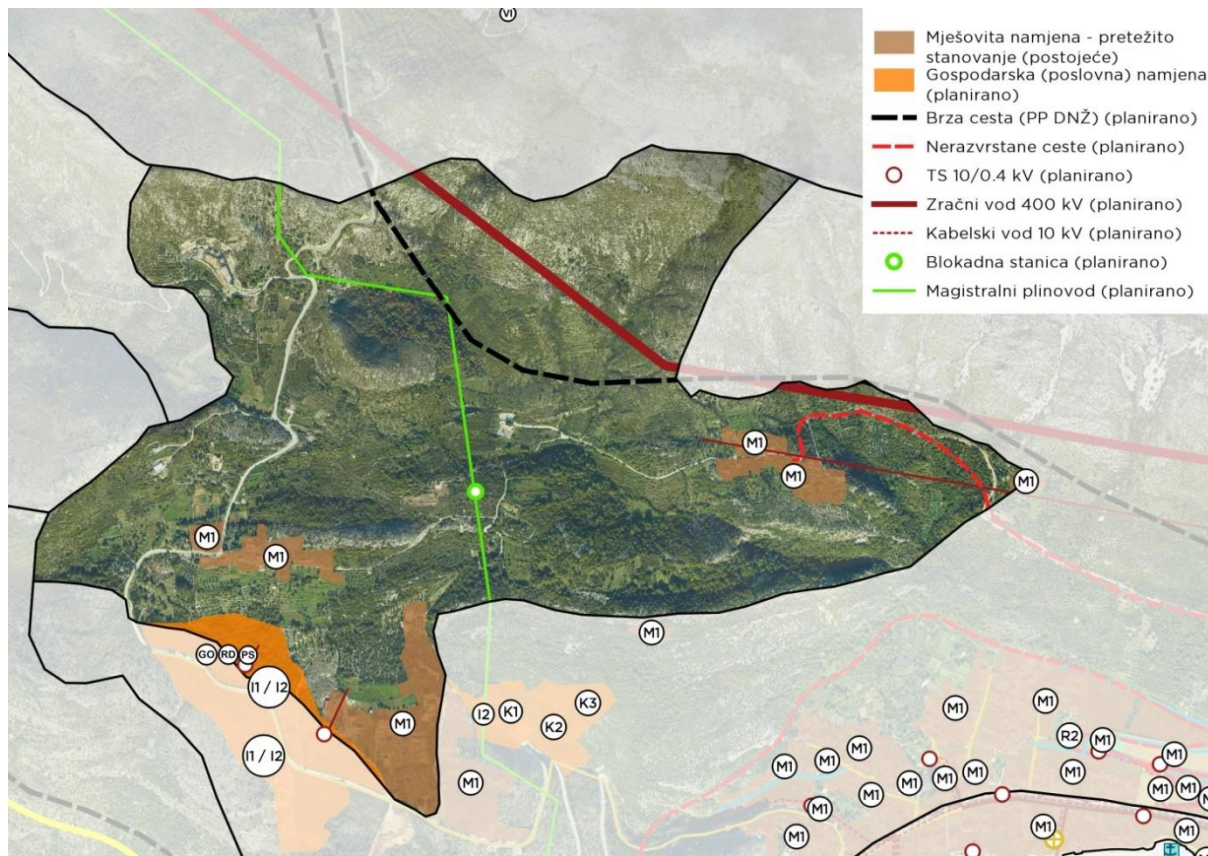 VI
Mješovita namjena - pretežito
stanovanje (postojeće)
Gospodarska (poslovna) namjena
(planirano)
Brza cesta (PP DNŽ) (planirano)
Nerazvrstane ceste (planirano)
TS 10/0.4 kV (planirano)
Zračni vod 400 kV (planirano)
Kabelski vod 10 kV (planirano)
Blokadna stanica (planirano)
Magistralni plinovod (planirano)
M1
M1
M1
M1
M1
M1
GO RD PS
I1 / I2
I1 / I2
M1
I2 K1 K2 K3
M1
M1
M1
R2 M1
M1
M1
M1
M1
M1
M1
M1
M1
M1
M1
M1
M1
M1
M1